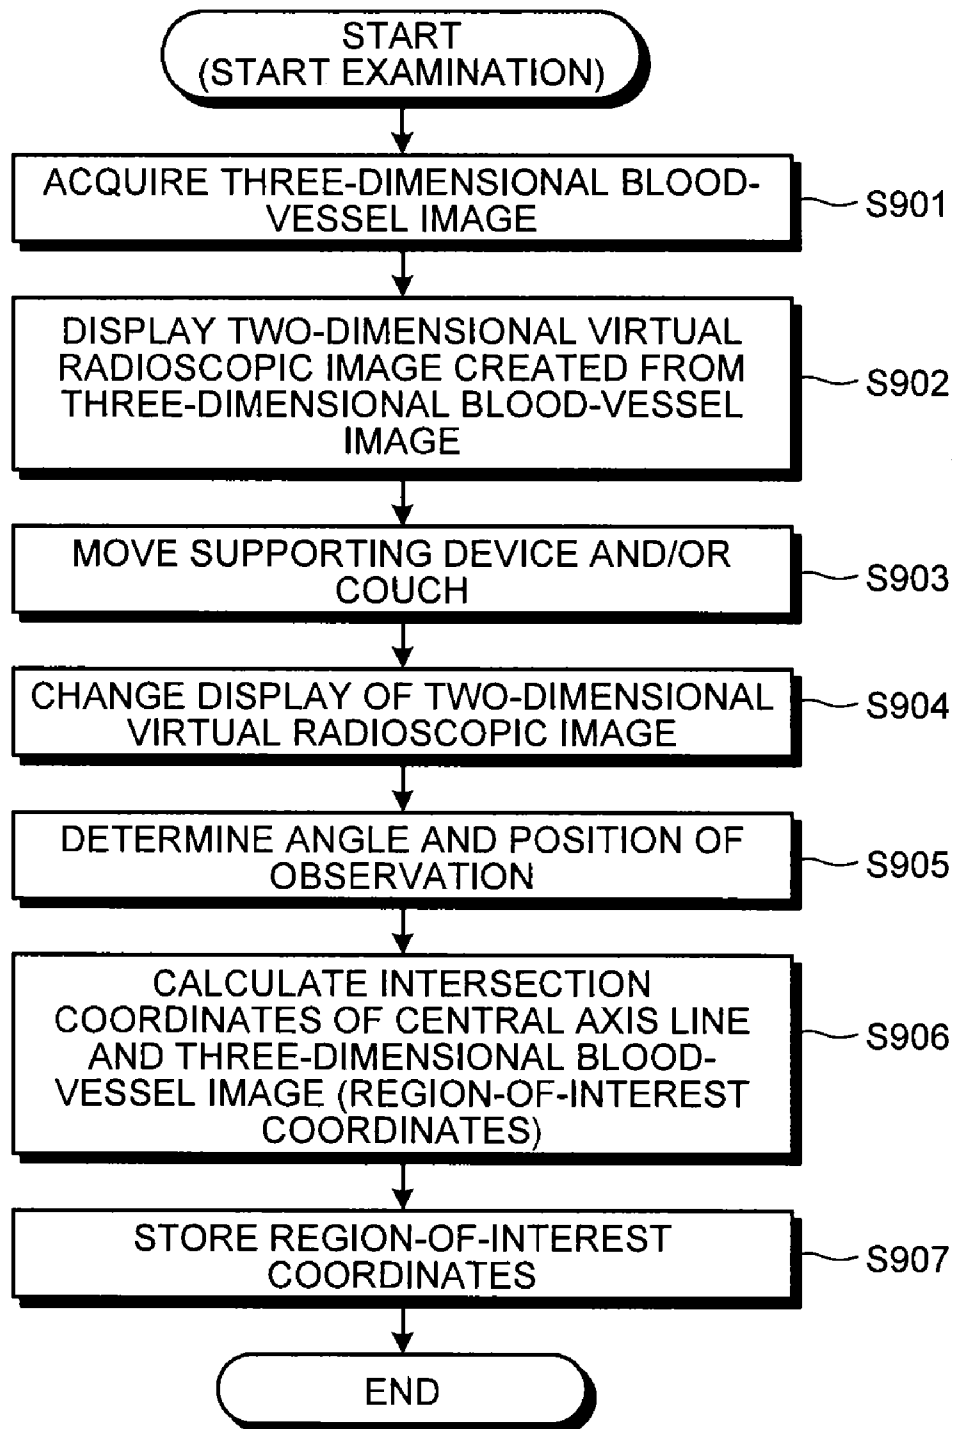 START
(START EXAMINATION)
ACQUIRE THREE-DIMENSIONAL BLOOD-
VESSEL IMAGE
S901
DISPLAY TWO-DIMENSIONAL VIRTUAL
RADIOSCOPIC IMAGE CREATED FROM
THREE-DIMENSIONAL BLOOD-VESSEL
IMAGE
S902
MOVE SUPPORTING DEVICE AND/OR
COUCH
S903
CHANGE DISPLAY OF TWO-DIMENSIONAL
VIRTUAL RADIOSCOPIC IMAGE
S904
DETERMINE ANGLE AND POSITION OF
OBSERVATION
S905
CALCULATE INTERSECTION
COORDINATES OF CENTRAL AXIS LINE
AND THREE-DIMENSIONAL BLOOD-
VESSEL IMAGE (REGION-OF-INTEREST
COORDINATES)
S906
STORE REGION-OF-INTEREST
COORDINATES
S907
END